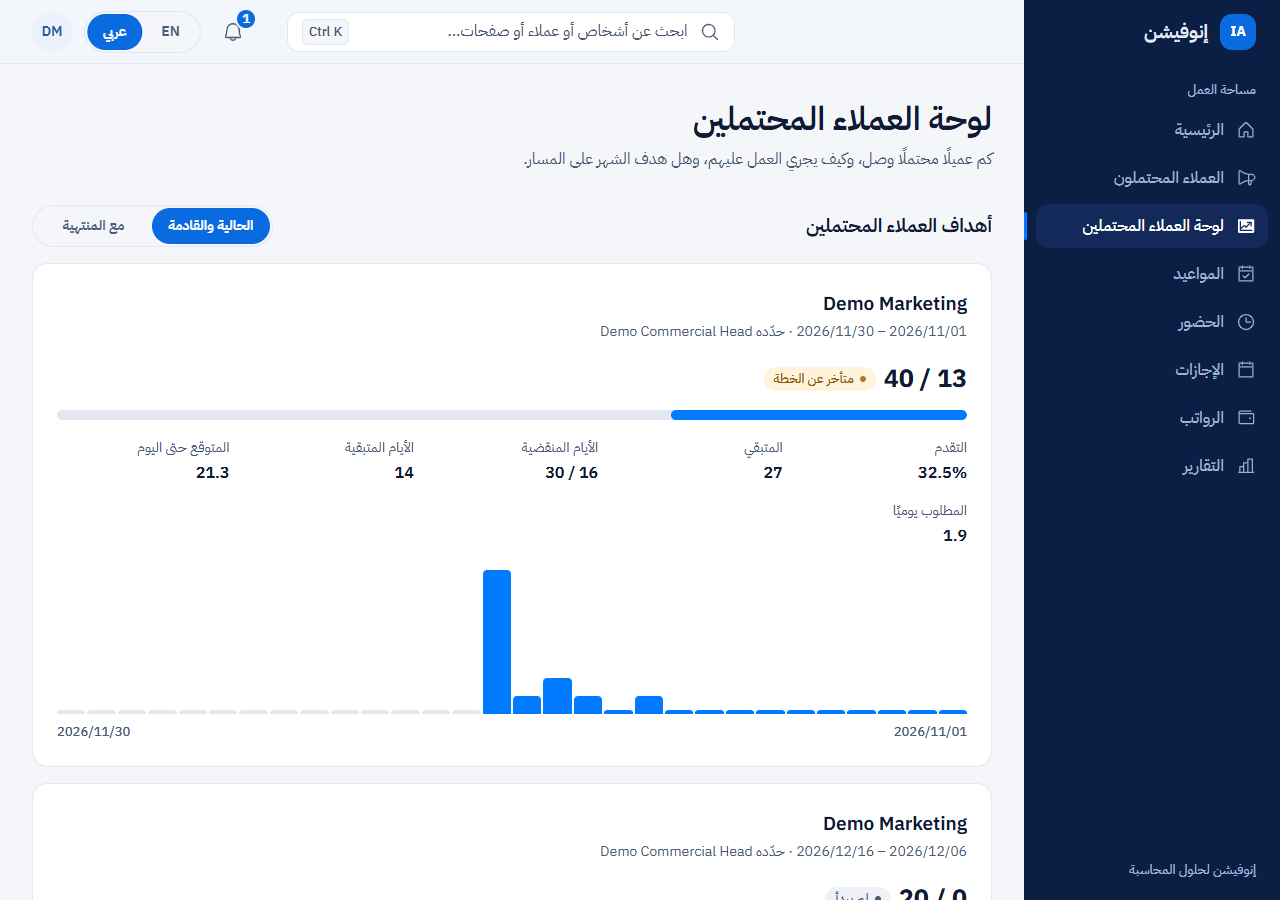 IA إنوفيشن
مساحة العمل
الرئيسية
العملاء المحتملون
لوحة العملاء المحتملين
المواعيد
الحضور
الإجازات
الرواتب
التقارير
إنوفيشن لحلول المحاسبة
ابحث عن أشخاص أو عملاء أو صفحات... Ctrl K
1
EN عربي
DM
لوحة العملاء المحتملين
كم عميلًا محتملًا وصل، وكيف يجري العمل عليهم، وهل هدف الشهر على المسار.
أهداف العملاء المحتملين
الحالية والقادمة مع المنتهية
Demo Marketing
2026/11/01 – 2026/11/30 · حدّده Demo Commercial Head
13 / 40 متأخر عن الخطة
التقدم المتبقي الأيام المنقضية الأيام المتبقية المتوقع حتى اليوم
32.5% 27 16 / 30 14 21.3
المطلوب يوميًا
1.9
2026/11/01 2026/11/30
Demo Marketing
2026/12/06 – 2026/12/16 · حدّده Demo Commercial Head
0 / 20 لم يبدأ